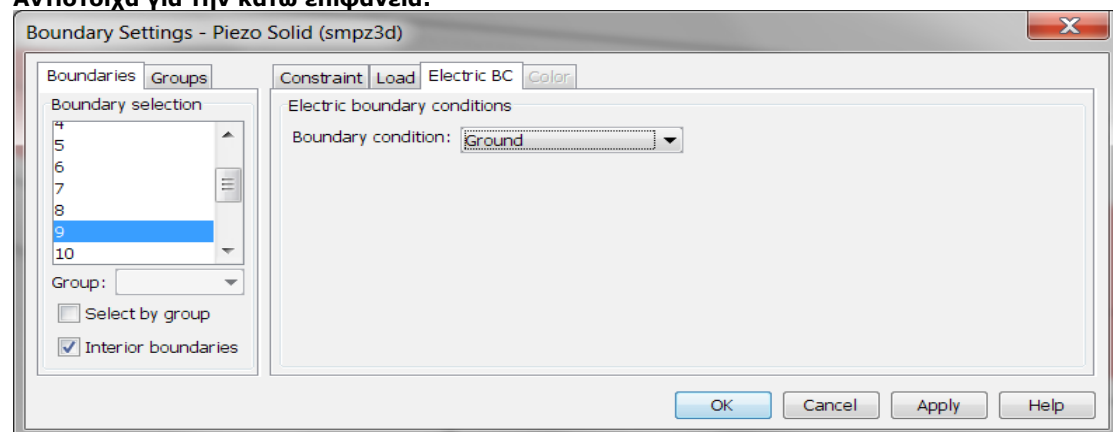 Αντίστοιχα για την κάτω επιφάνεια:
Boundary Settings - Piezo Solid (smpz3d)
Boundaries Groups
Constraint Load Electric BC Color
Boundary selection
4
5
6
7
8
9
10
Group:
Select by group
Interior boundaries
Electric boundary conditions
Boundary condition: Ground
OK Cancel Apply Help